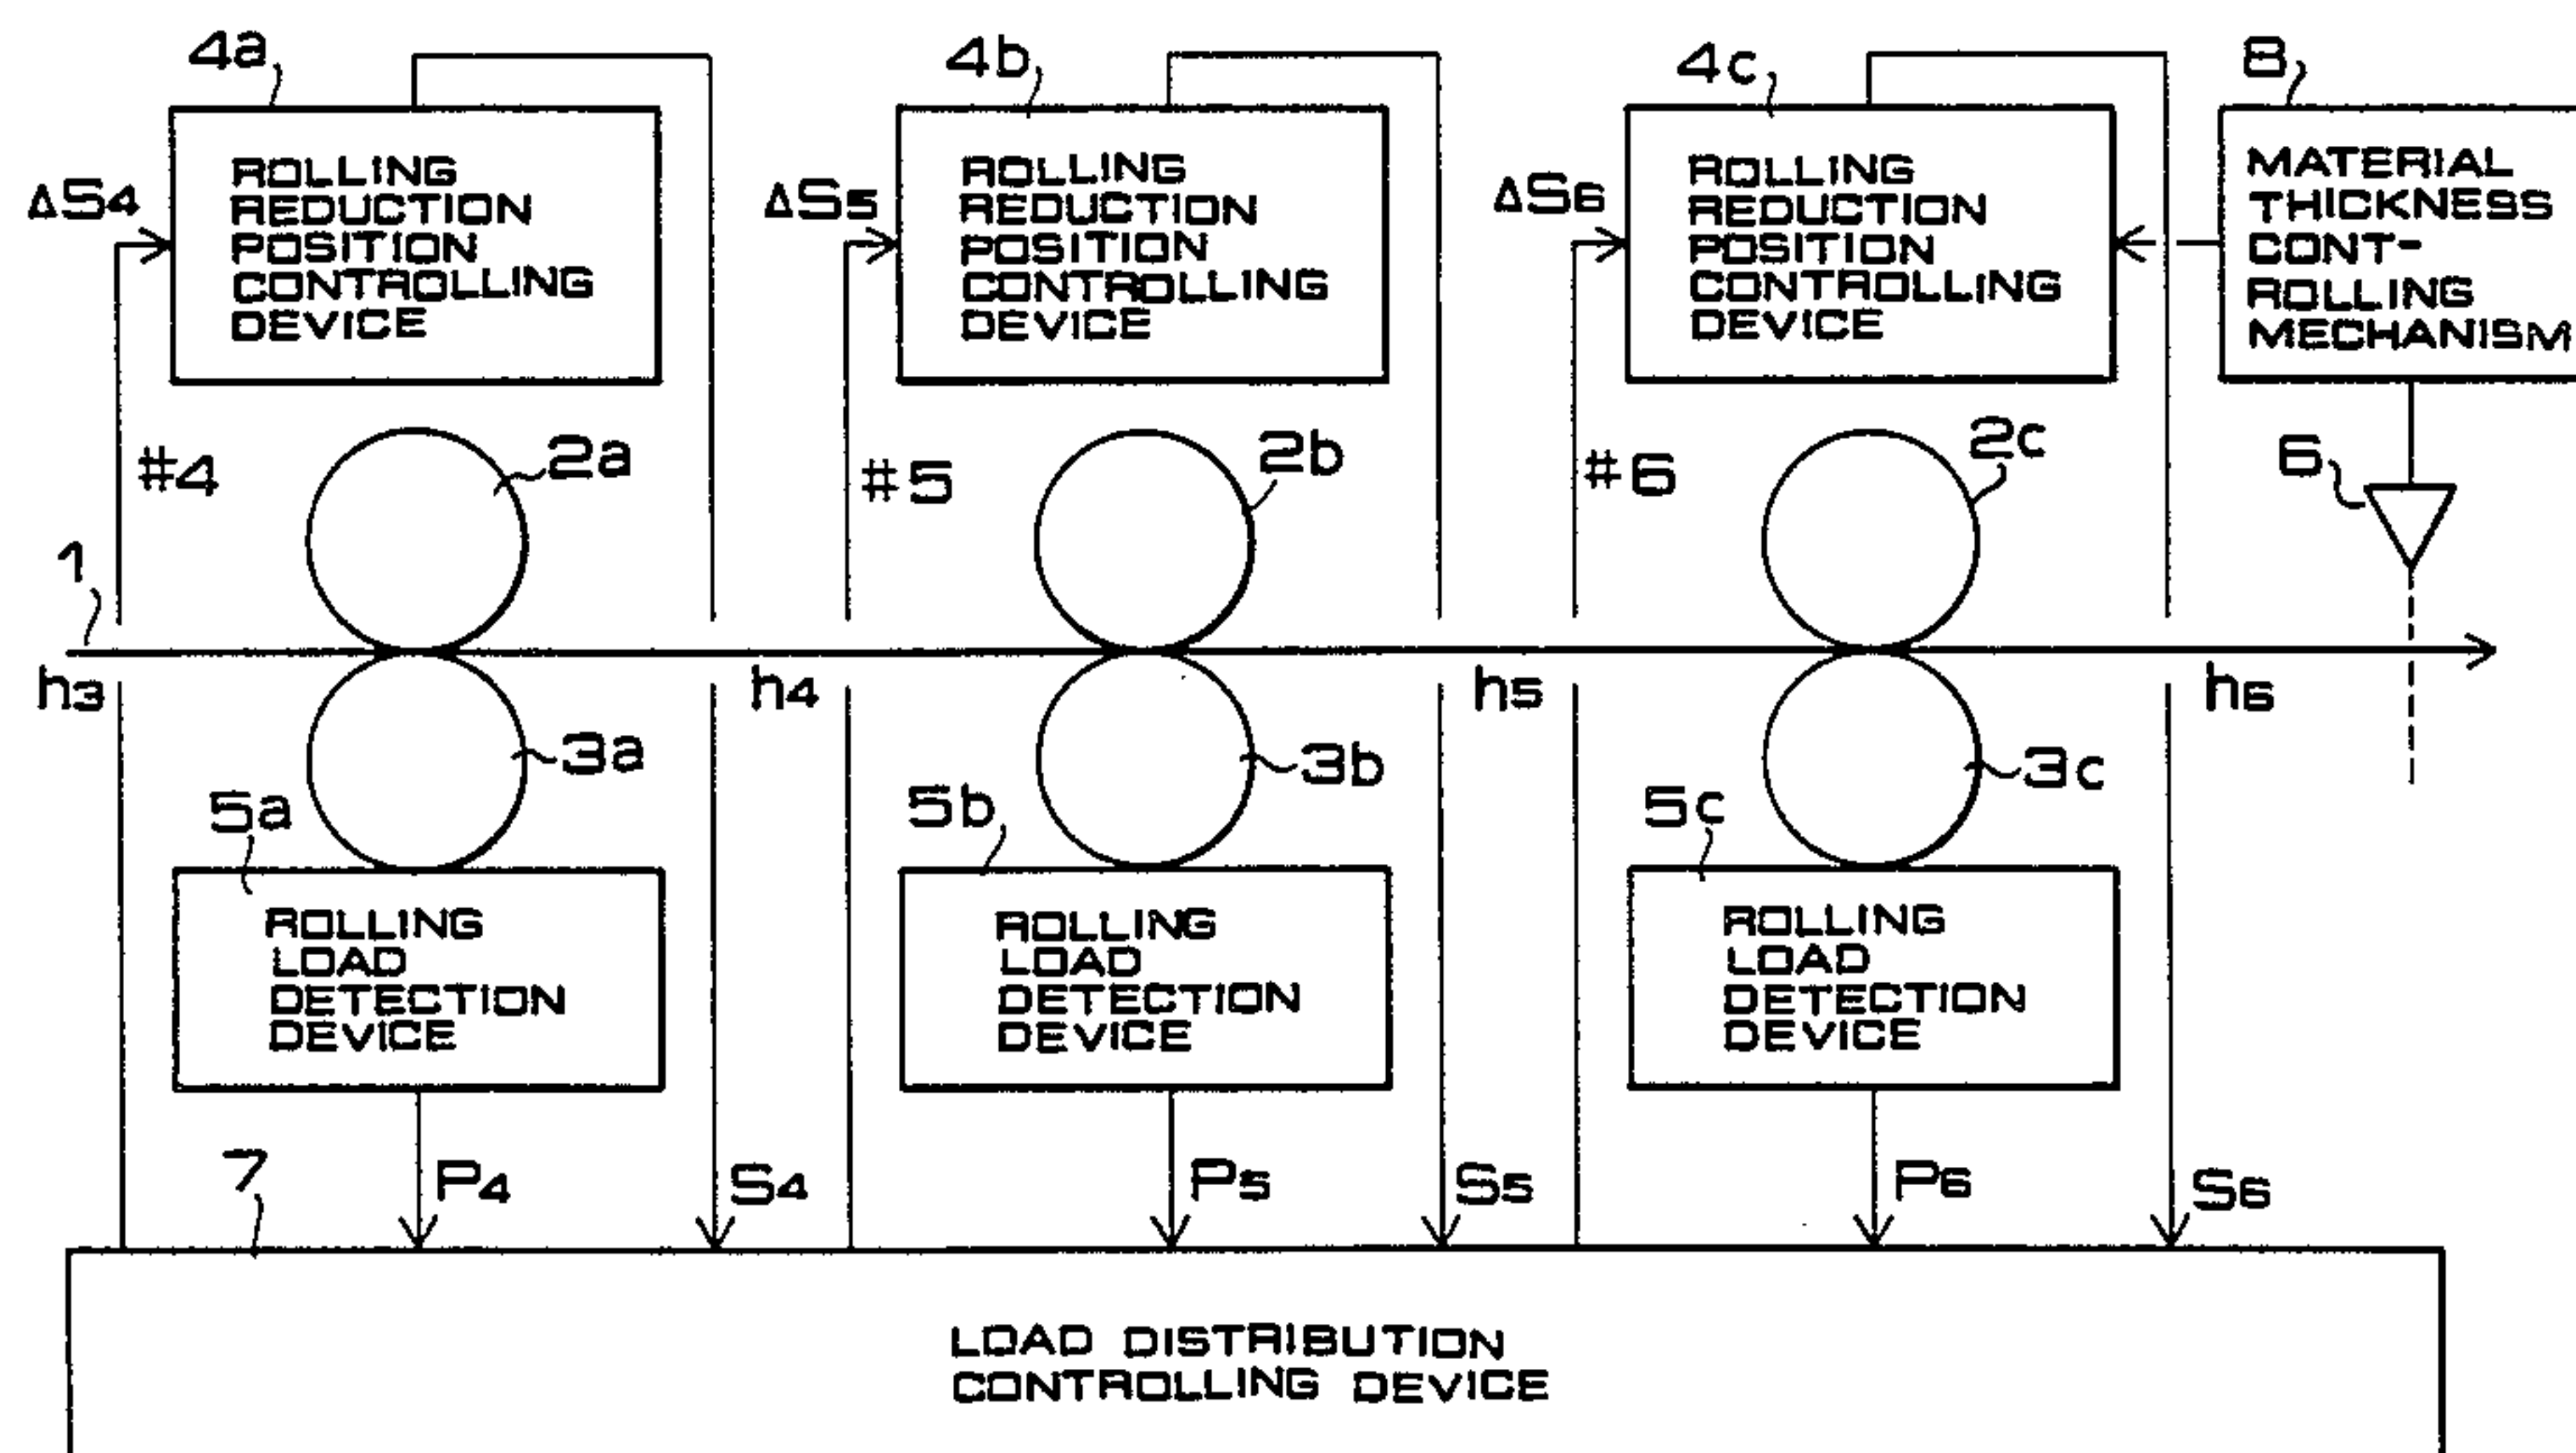 4a
4b
4c
8
ROLLING
REDUCTION
POSITION
CONTROLLING
DEVICE
ROLLING
REDUCTION
POSITION
CONTROLLING
DEVICE
ROLLING
REDUCTION
POSITION
CONTROLLING
DEVICE
MATERIAL
THICKNESS
CONT-
ROLLING
MECHANISM
ΔS4
ΔS5
ΔS6
#4
2a
#5
2b
#6
2c
6
1
h3
h4
h5
h6
3a
3b
3c
5a
5b
5c
ROLLING
LOAD
DETECTION
DEVICE
ROLLING
LOAD
DETECTION
DEVICE
ROLLING
LOAD
DETECTION
DEVICE
7
P4
S4
P5
S5
P6
S6
LOAD DISTRIBUTION
CONTROLLING DEVICE